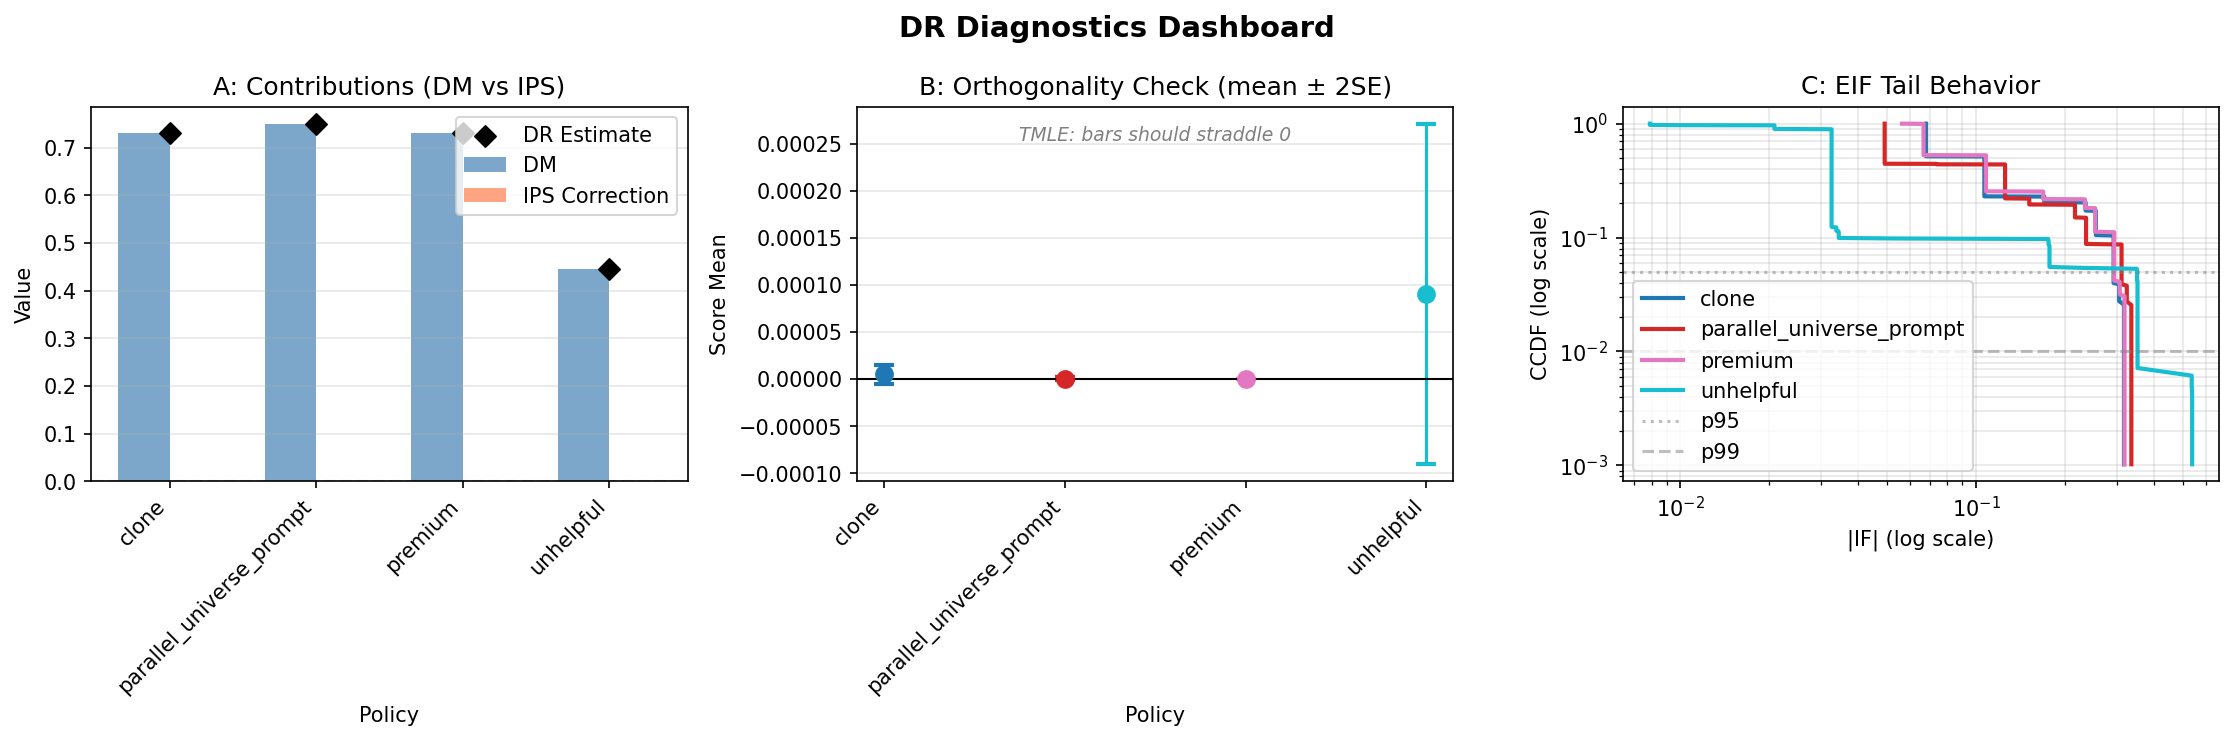 DR Diagnostics Dashboard
A: Contributions (DM vs IPS)
Value
0.7
0.6
0.5
0.4
0.3
0.2
0.1
0.0
DR Estimate
DM
IPS Correction
clone
parallel_universe_prompt
premium
unhelpful
Policy
B: Orthogonality Check (mean ± 2SE)
TMLE: bars should straddle 0
Score Mean
0.00025
0.00020
0.00015
0.00010
0.00005
0.00000
−0.00005
−0.00010
clone
parallel_universe_prompt
premium
unhelpful
Policy
C: EIF Tail Behavior
CCDF (log scale)
10⁰
10⁻¹
10⁻²
10⁻³
clone
parallel_universe_prompt
premium
unhelpful
p95
p99
10⁻²
10⁻¹
|IF| (log scale)